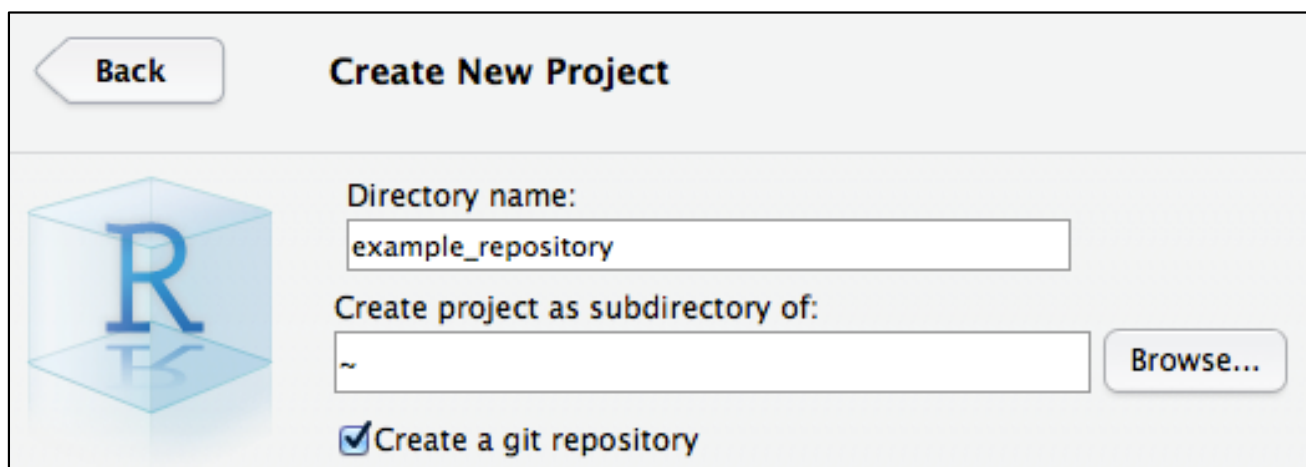 Back
Create New Project
R
Directory name:
example_repository
Create project as subdirectory of:
~
Browse...
Create a git repository